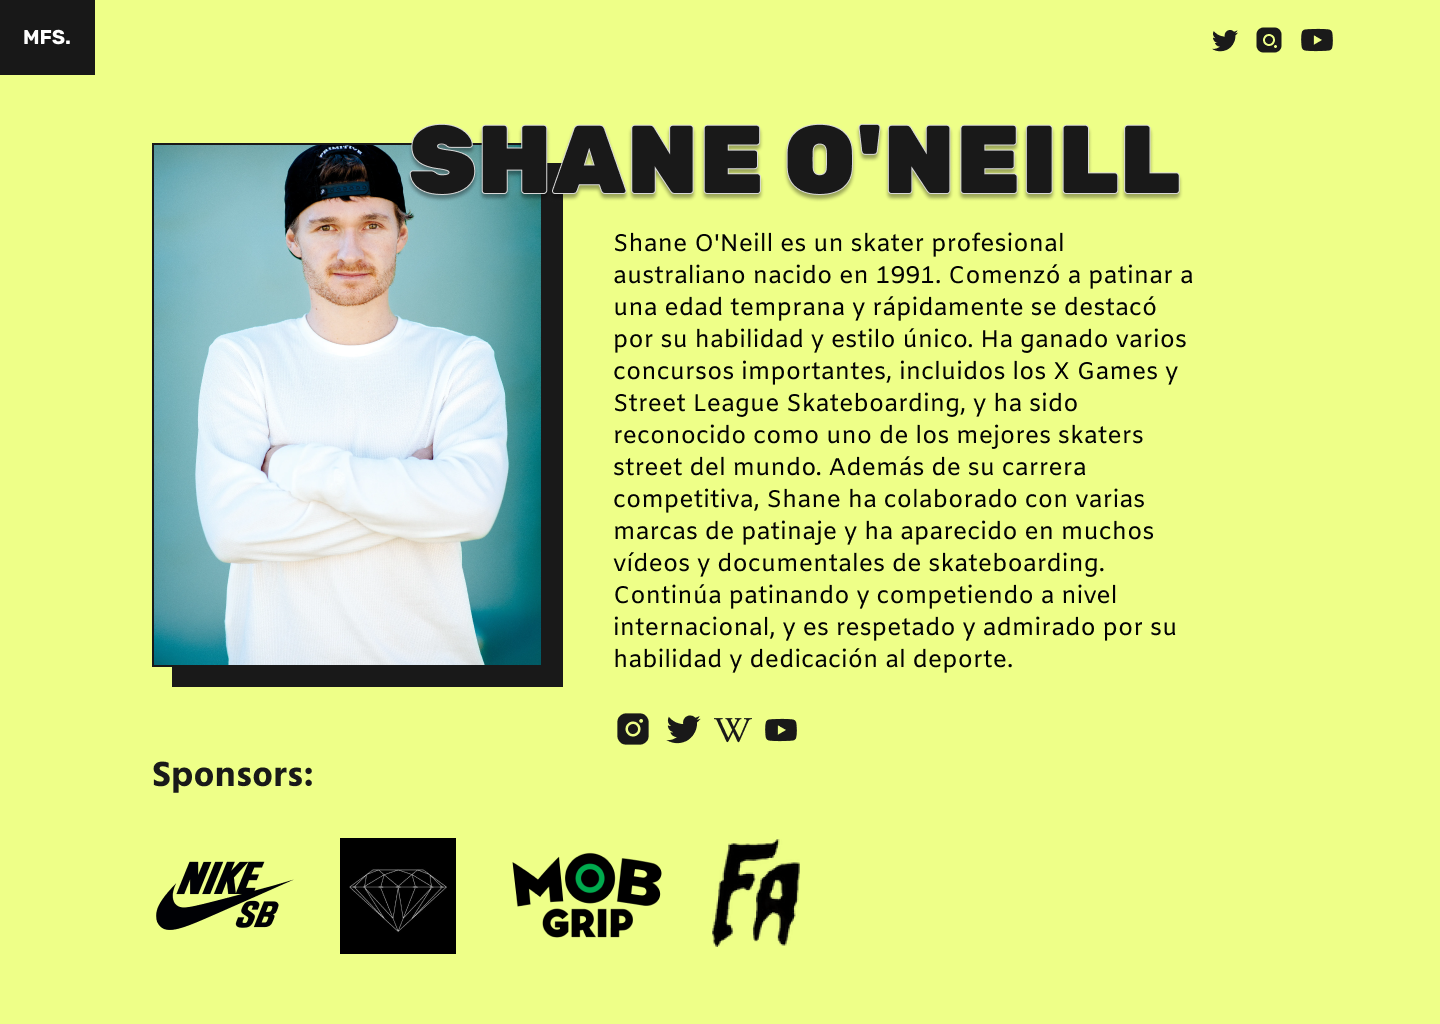 MFS.
SHANE O'NEILL
PRIMITIVE
Shane O'Neill es un skater profesional
australiano nacido en 1991. Comenzó a patinar a
una edad temprana y rápidamente se destacó
por su habilidad y estilo único. Ha ganado varios
concursos importantes, incluidos los X Games y
Street League Skateboarding, y ha sido
reconocido como uno de los mejores skaters
street del mundo. Además de su carrera
competitiva, Shane ha colaborado con varias
marcas de patinaje y ha aparecido en muchos
vídeos y documentales de skateboarding.
Continúa patinando y competiendo a nivel
internacional, y es respetado y admirado por su
habilidad y dedicación al deporte.
W
Sponsors:
NIKE
SB
MOB
GRIP
FA